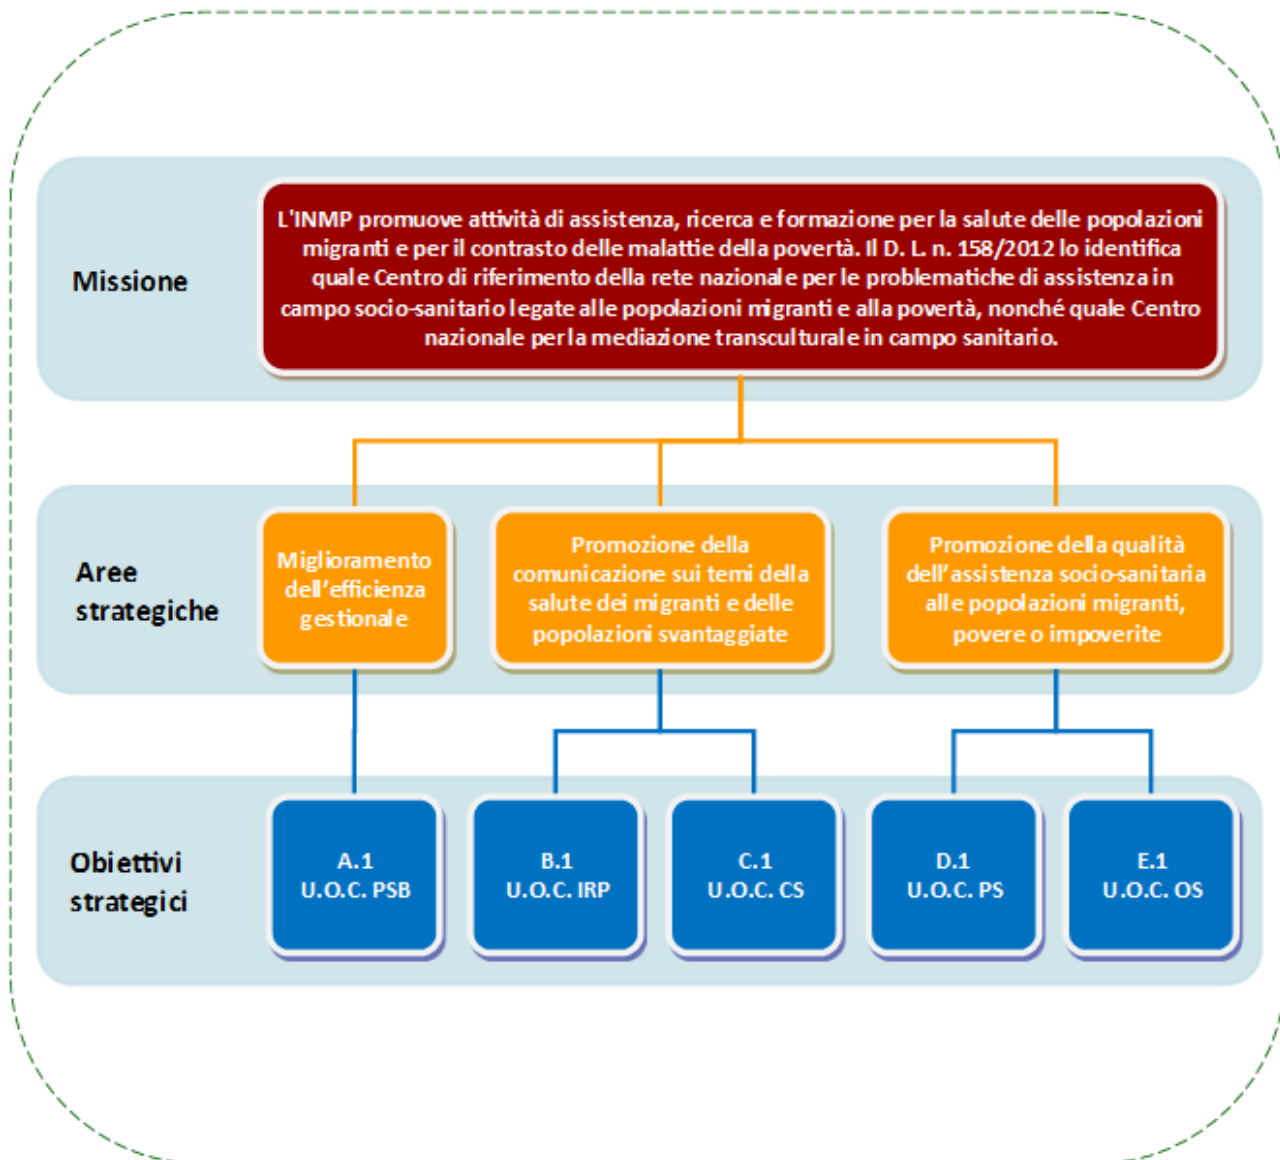 Missione
L'INMP promuove attività di assistenza, ricerca e formazione per la salute delle popolazioni
migranti e per il contrasto delle malattie della povertà. Il D. L. n. 158/2012 lo identifica
quale Centro di riferimento della rete nazionale per le problematiche di assistenza in
campo socio-sanitario legate alle popolazioni migranti e alla povertà, nonché quale Centro
nazionale per la mediazione transculturale in campo sanitario.
Aree
strategiche
Miglioramento
dell’efficienza
gestionale
Promozione della
comunicazione sui temi della
salute dei migranti e delle
popolazioni svantaggiate
Promozione della qualità
dell’assistenza socio-sanitaria
alle popolazioni migranti,
povere o impoverite
Obiettivi
strategici
A.1
U.O.C. PSB
B.1
U.O.C. IRP
C.1
U.O.C. CS
D.1
U.O.C. PS
E.1
U.O.C. OS